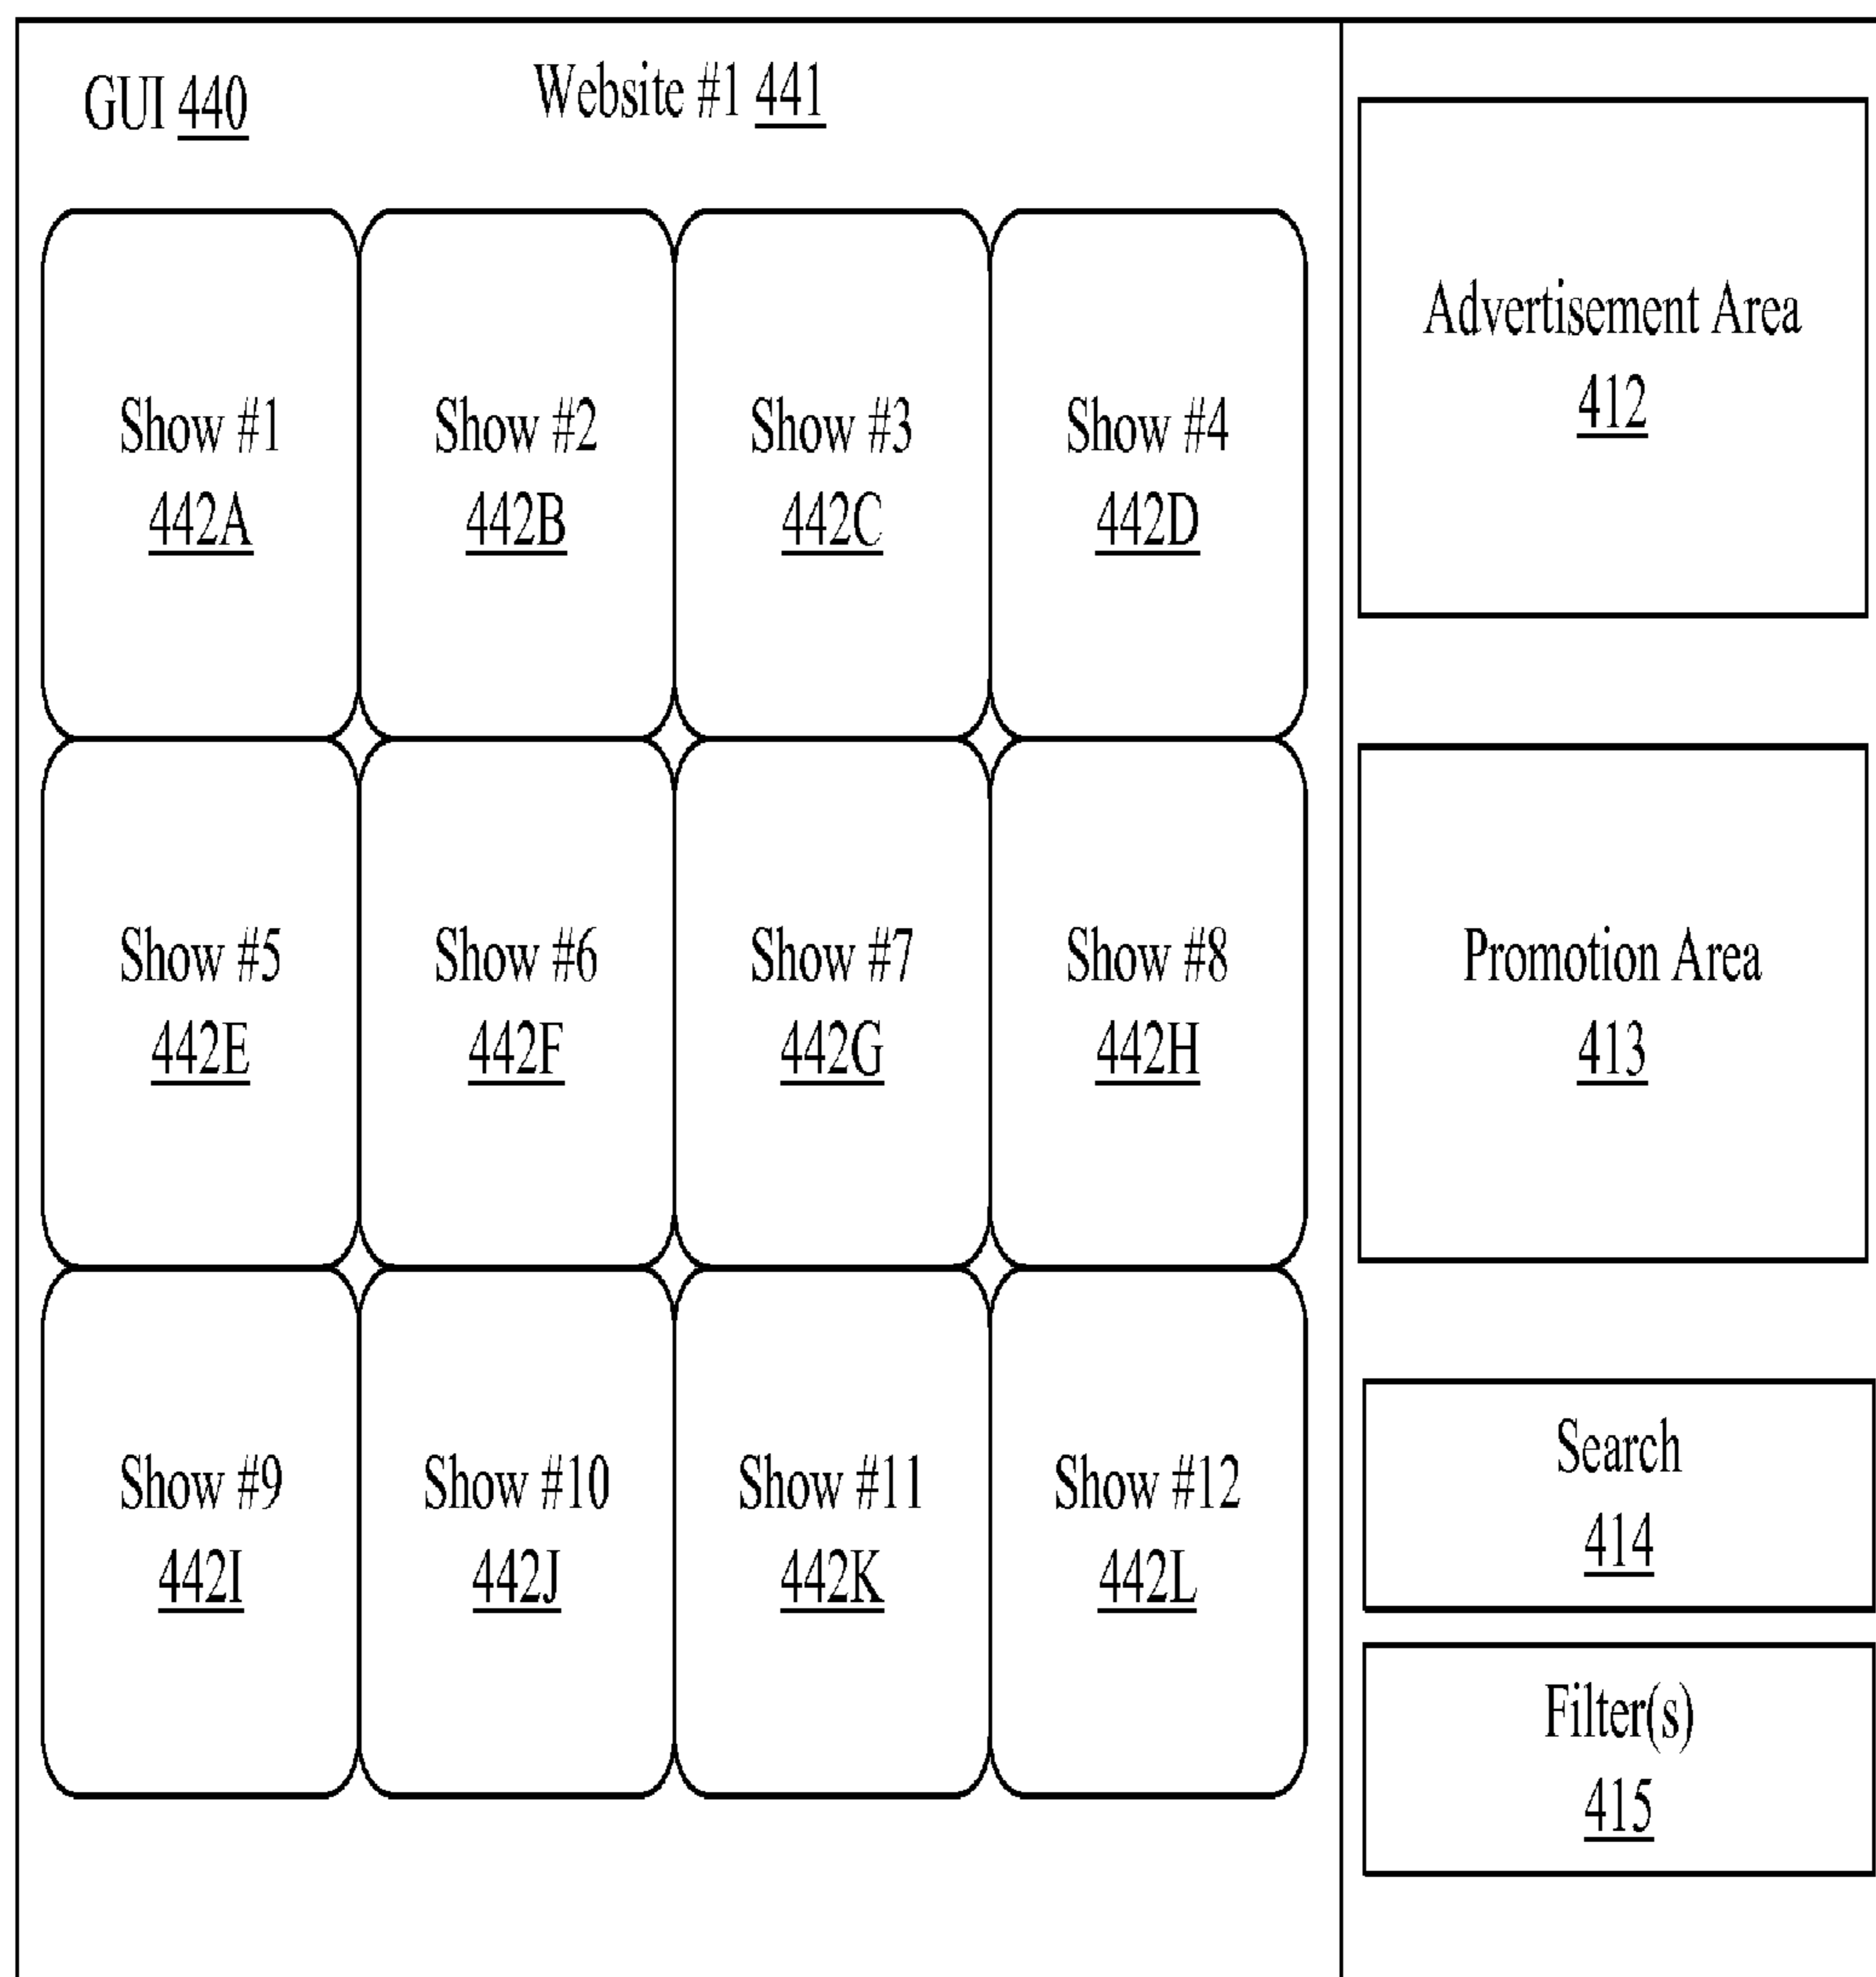 GUI 440
Website #1 441
Show #1
442A
Show #2
442B
Show #3
442C
Show #4
442D
Show #5
442E
Show #6
442F
Show #7
442G
Show #8
442H
Show #9
442I
Show #10
442J
Show #11
442K
Show #12
442L
Advertisement Area
412
Promotion Area
413
Search
414
Filter(s)
415